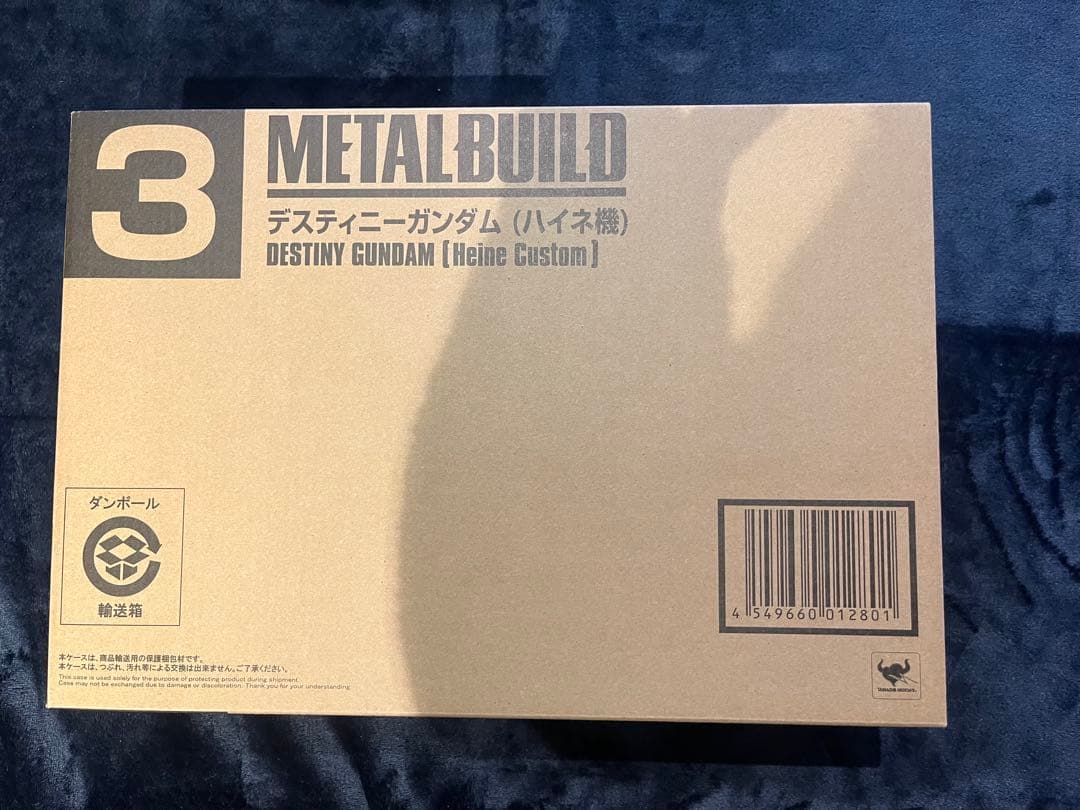 3
METAL BUILD
デスティニーガンダム (ハイネ機)
DESTINY GUNDAM [Heine Custom]
ダンボール
輸送箱
4 549660 012801
本ケースは、商品輸送用の保護梱包材です。
本ケースは、つぶれ、汚れ等による交換は出来ません。ご了承ください。
This case is used solely for the purpose of protecting product during shipment.
Case may not be exchanged due to damage or discoloration. Thank you for your understanding
TAMASHII NATIONS